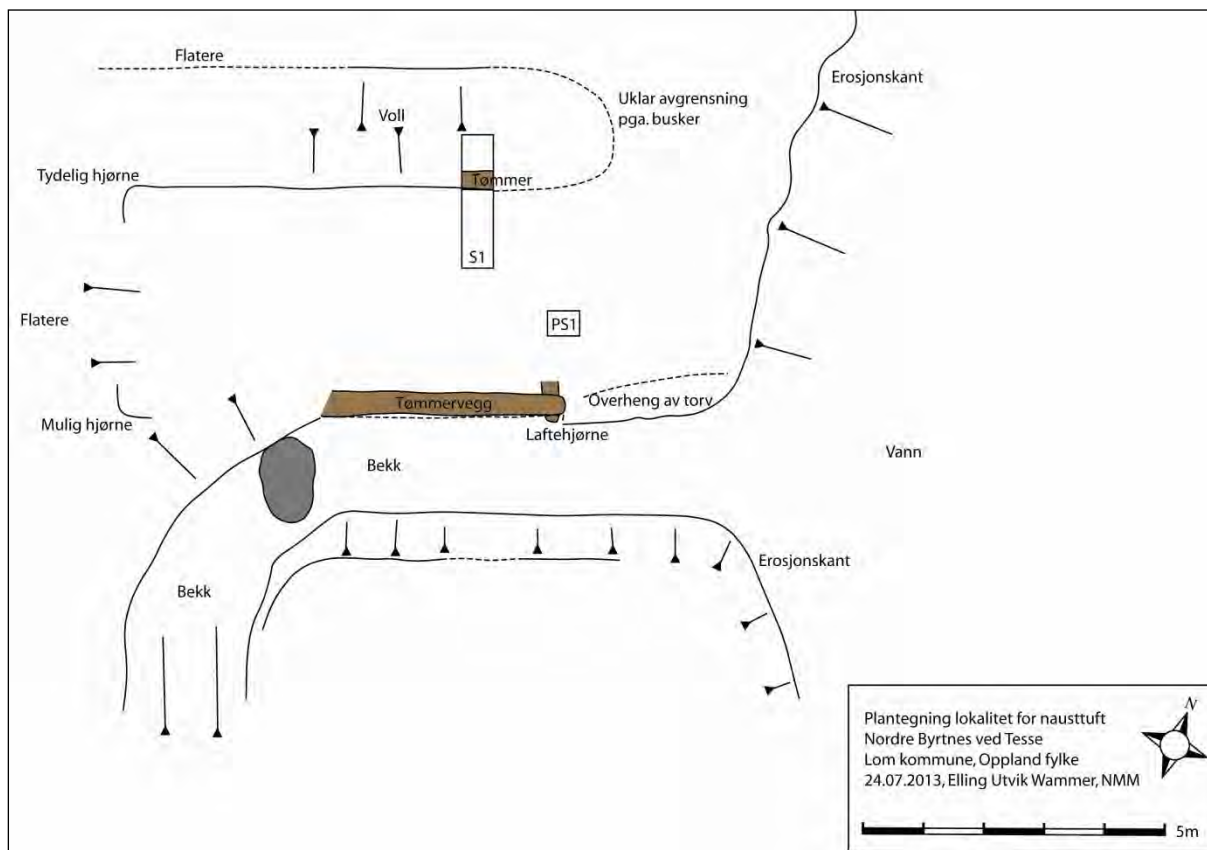 Flatere
Erosjonskant
Uklar avgrensning
pga. busker
Voll
Tydelig hjørne
Tømmer
S1
Flatere
PS1
Tømmervegg
Overheng av torv
Mulig hjørne
Laftehjørne
Bekk
Vann
Erosjonskant
Bekk
Plantegning lokalitet for nausttuft
Nordre Byrtnes ved Tesse
Lom kommune, Oppland fylke
24.07.2013, Elling Utvik Wammer, NMM
N
5m